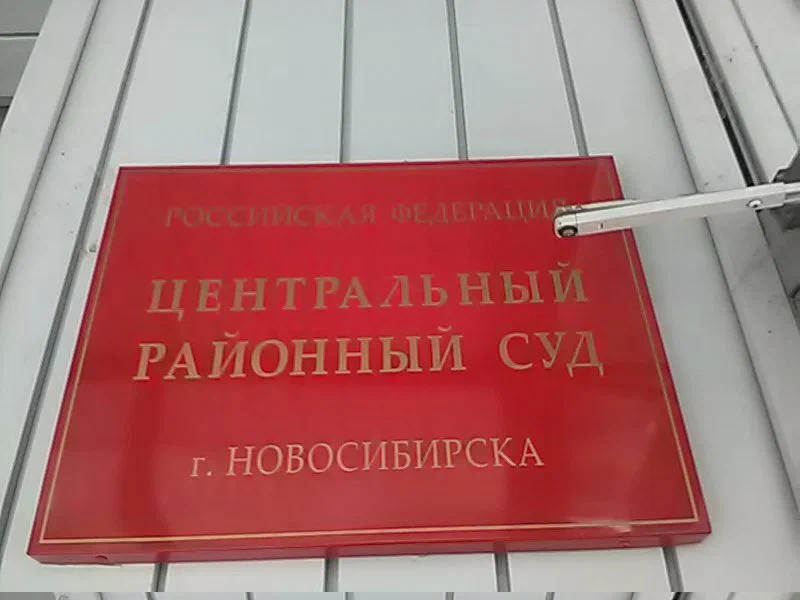 РОССИЙСКАЯ ФЕДЕРАЦИЯ
ЦЕНТРАЛЬНЫЙ
РАЙОННЫЙ СУД
г. НОВОСИБИРСКА